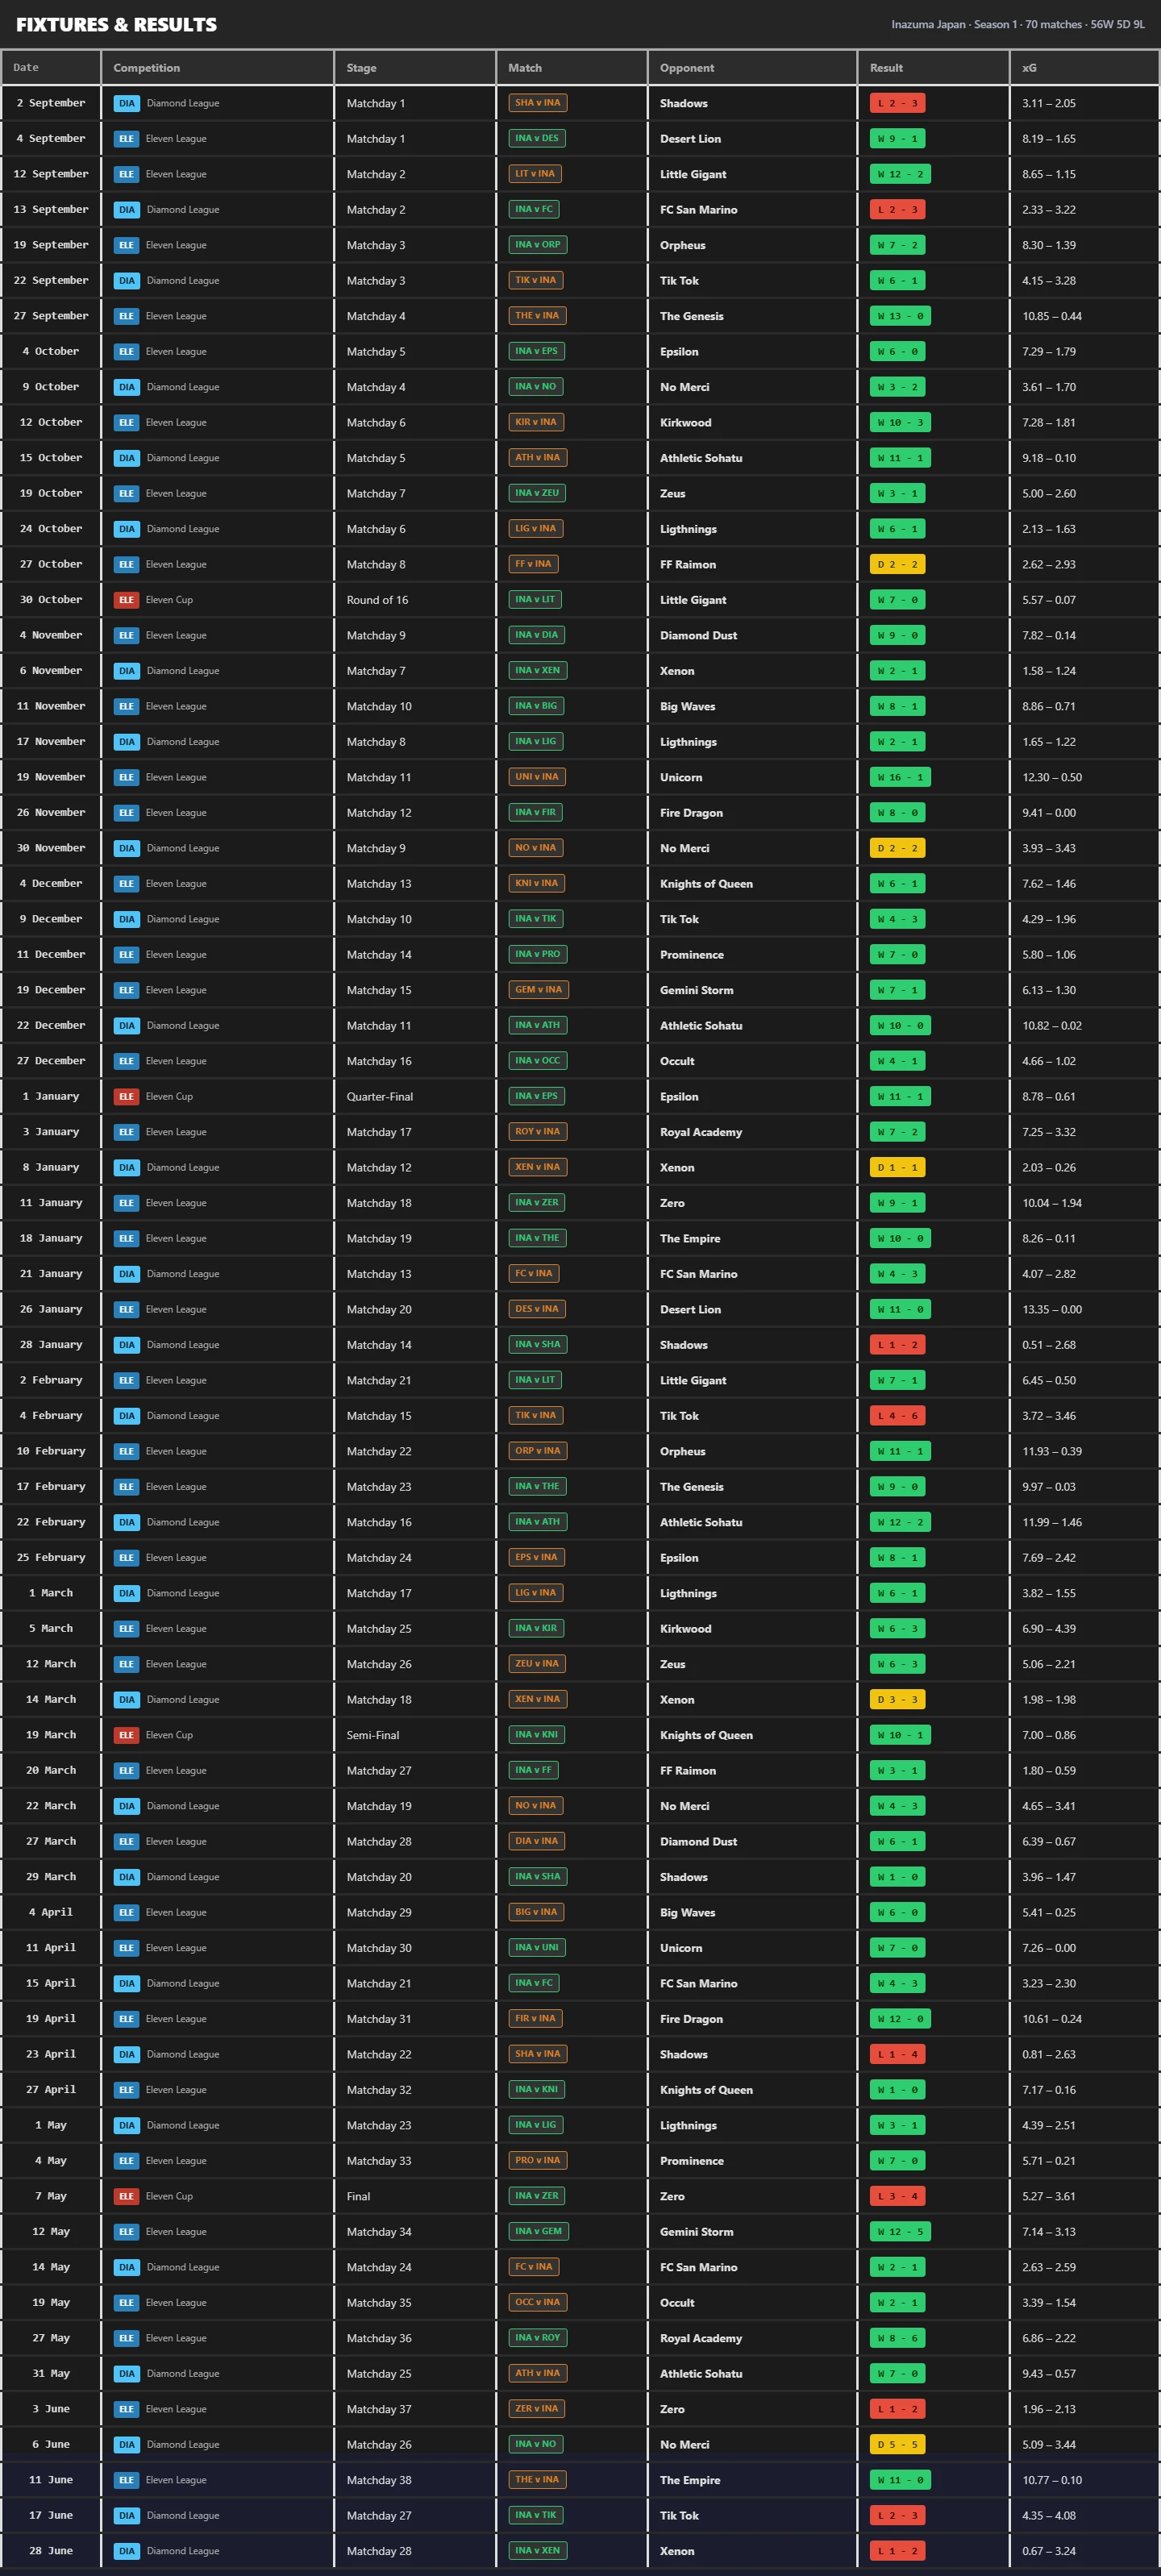 FIXTURES & RESULTS Inazuma Japan · Season 1 · 70 matches · 56W 5D 9L
Date Competition Stage Match Opponent Result xG
2 September DIA Diamond League Matchday 1 SHA v INA Shadows L 2 - 3 3.11 – 2.05
4 September ELE Eleven League Matchday 1 INA v DES Desert Lion W 9 - 1 8.19 – 1.65
12 September ELE Eleven League Matchday 2 LIT v INA Little Gigant W 12 - 2 8.65 – 1.15
13 September DIA Diamond League Matchday 2 INA v FC FC San Marino L 2 - 3 2.33 – 3.22
19 September ELE Eleven League Matchday 3 INA v ORP Orpheus W 7 - 2 8.30 – 1.39
22 September DIA Diamond League Matchday 3 TIK v INA Tik Tok W 6 - 1 4.15 – 3.28
27 September ELE Eleven League Matchday 4 THE v INA The Genesis W 13 - 0 10.85 – 0.44
4 October ELE Eleven League Matchday 5 INA v EPS Epsilon W 6 - 0 7.29 – 1.79
9 October DIA Diamond League Matchday 4 INA v NO No Merci W 3 - 2 3.61 – 1.70
12 October ELE Eleven League Matchday 6 KIR v INA Kirkwood W 10 - 3 7.28 – 1.81
15 October DIA Diamond League Matchday 5 ATH v INA Athletic Sohatu W 11 - 1 9.18 – 0.10
19 October ELE Eleven League Matchday 7 INA v ZEU Zeus W 3 - 1 5.00 – 2.60
24 October DIA Diamond League Matchday 6 LIG v INA Ligthnings W 6 - 1 2.13 – 1.63
27 October ELE Eleven League Matchday 8 FF v INA FF Raimon D 2 - 2 2.62 – 2.93
30 October ELE Eleven Cup Round of 16 INA v LIT Little Gigant W 7 - 0 5.57 – 0.07
4 November ELE Eleven League Matchday 9 INA v DIA Diamond Dust W 9 - 0 7.82 – 0.14
6 November DIA Diamond League Matchday 7 INA v XEN Xenon W 2 - 1 1.58 – 1.24
11 November ELE Eleven League Matchday 10 INA v BIG Big Waves W 8 - 1 8.86 – 0.71
17 November DIA Diamond League Matchday 8 INA v LIG Ligthnings W 2 - 1 1.65 – 1.22
19 November ELE Eleven League Matchday 11 UNI v INA Unicorn W 16 - 1 12.30 – 0.50
26 November ELE Eleven League Matchday 12 INA v FIR Fire Dragon W 8 - 0 9.41 – 0.00
30 November DIA Diamond League Matchday 9 NO v INA No Merci D 2 - 2 3.93 – 3.43
4 December ELE Eleven League Matchday 13 KNI v INA Knights of Queen W 6 - 1 7.62 – 1.46
9 December DIA Diamond League Matchday 10 INA v TIK Tik Tok W 4 - 3 4.29 – 1.96
11 December ELE Eleven League Matchday 14 INA v PRO Prominence W 7 - 0 5.80 – 1.06
19 December ELE Eleven League Matchday 15 GEM v INA Gemini Storm W 7 - 1 6.13 – 1.30
22 December DIA Diamond League Matchday 11 INA v ATH Athletic Sohatu W 10 - 0 10.82 – 0.02
27 December ELE Eleven League Matchday 16 INA v OCC Occult W 4 - 1 4.66 – 1.02
1 January ELE Eleven Cup Quarter-Final INA v EPS Epsilon W 11 - 1 8.78 – 0.61
3 January ELE Eleven League Matchday 17 ROY v INA Royal Academy W 7 - 2 7.25 – 3.32
8 January DIA Diamond League Matchday 12 XEN v INA Xenon D 1 - 1 2.03 – 0.26
11 January ELE Eleven League Matchday 18 INA v ZER Zero W 9 - 1 10.04 – 1.94
18 January ELE Eleven League Matchday 19 INA v THE The Empire W 10 - 0 8.26 – 0.11
21 January DIA Diamond League Matchday 13 FC v INA FC San Marino W 4 - 3 4.07 – 2.82
26 January ELE Eleven League Matchday 20 DES v INA Desert Lion W 11 - 0 13.35 – 0.00
28 January DIA Diamond League Matchday 14 INA v SHA Shadows L 1 - 2 0.51 – 2.68
2 February ELE Eleven League Matchday 21 INA v LIT Little Gigant W 7 - 1 6.45 – 0.50
4 February DIA Diamond League Matchday 15 TIK v INA Tik Tok L 4 - 6 3.72 – 3.46
10 February ELE Eleven League Matchday 22 ORP v INA Orpheus W 11 - 1 11.93 – 0.39
17 February ELE Eleven League Matchday 23 INA v THE The Genesis W 9 - 0 9.97 – 0.03
22 February DIA Diamond League Matchday 16 INA v ATH Athletic Sohatu W 12 - 2 11.99 – 1.46
25 February ELE Eleven League Matchday 24 EPS v INA Epsilon W 8 - 1 7.69 – 2.42
1 March DIA Diamond League Matchday 17 LIG v INA Ligthnings W 6 - 1 3.82 – 1.55
5 March ELE Eleven League Matchday 25 INA v KIR Kirkwood W 6 - 3 6.90 – 4.39
12 March ELE Eleven League Matchday 26 ZEU v INA Zeus W 6 - 3 5.06 – 2.21
14 March DIA Diamond League Matchday 18 XEN v INA Xenon D 3 - 3 1.98 – 1.98
19 March ELE Eleven Cup Semi-Final INA v KNI Knights of Queen W 10 - 1 7.00 – 0.86
20 March ELE Eleven League Matchday 27 INA v FF FF Raimon W 3 - 1 1.80 – 0.59
22 March DIA Diamond League Matchday 19 NO v INA No Merci W 4 - 3 4.65 – 3.41
27 March ELE Eleven League Matchday 28 DIA v INA Diamond Dust W 6 - 1 6.39 – 0.67
29 March DIA Diamond League Matchday 20 INA v SHA Shadows W 1 - 0 3.96 – 1.47
4 April ELE Eleven League Matchday 29 BIG v INA Big Waves W 6 - 0 5.41 – 0.25
11 April ELE Eleven League Matchday 30 INA v UNI Unicorn W 7 - 0 7.26 – 0.00
15 April DIA Diamond League Matchday 21 INA v FC FC San Marino W 4 - 3 3.23 – 2.30
19 April ELE Eleven League Matchday 31 FIR v INA Fire Dragon W 12 - 0 10.61 – 0.24
23 April DIA Diamond League Matchday 22 SHA v INA Shadows L 1 - 4 0.81 – 2.63
27 April ELE Eleven League Matchday 32 INA v KNI Knights of Queen W 1 - 0 7.17 – 0.16
1 May DIA Diamond League Matchday 23 INA v LIG Ligthnings W 3 - 1 4.39 – 2.51
4 May ELE Eleven League Matchday 33 PRO v INA Prominence W 7 - 0 5.71 – 0.21
7 May ELE Eleven Cup Final INA v ZER Zero L 3 - 4 5.27 – 3.61
12 May ELE Eleven League Matchday 34 INA v GEM Gemini Storm W 12 - 5 7.14 – 3.13
14 May DIA Diamond League Matchday 24 FC v INA FC San Marino W 2 - 1 2.63 – 2.59
19 May ELE Eleven League Matchday 35 OCC v INA Occult W 2 - 1 3.39 – 1.54
27 May ELE Eleven League Matchday 36 INA v ROY Royal Academy W 8 - 6 6.86 – 2.22
31 May DIA Diamond League Matchday 25 ATH v INA Athletic Sohatu W 7 - 0 9.43 – 0.57
3 June ELE Eleven League Matchday 37 ZER v INA Zero L 1 - 2 1.96 – 2.13
6 June DIA Diamond League Matchday 26 INA v NO No Merci D 5 - 5 5.09 – 3.44
11 June ELE Eleven League Matchday 38 THE v INA The Empire W 11 - 0 10.77 – 0.10
17 June DIA Diamond League Matchday 27 INA v TIK Tik Tok L 2 - 3 4.35 – 4.08
28 June DIA Diamond League Matchday 28 INA v XEN Xenon L 1 - 2 0.67 – 3.24